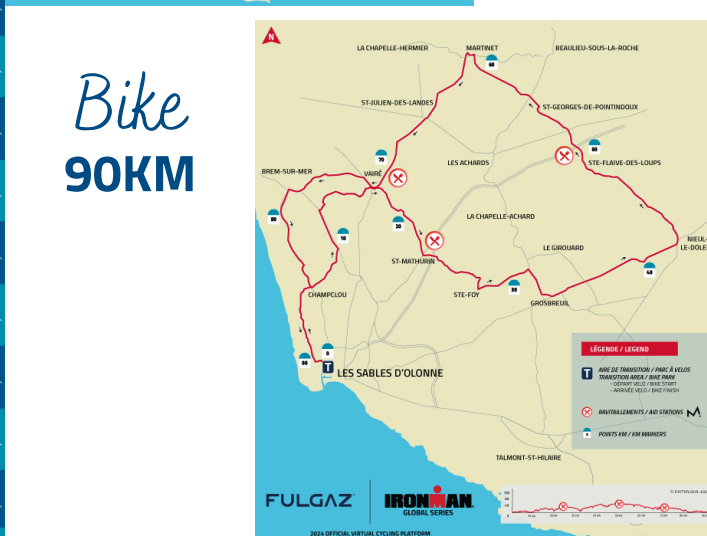 Bike
90KM
N
LA CHAPELLE-HERMIER
MARTINET
BEAULIEU-SOUS-LA-ROCHE
60
ST-JULIEN-DES-LANDES
ST-GEORGES-DE-POINTINDOUX
50
70
LES ACHARDS
STE-FLAIVE-DES-LOUPS
BREM-SUR-MER
VAIRÉ
80
LA CHAPELLE-ACHARD
20
10
NIEUL-
LE-DOLE
LE GIROUARD
ST-MATHURIN
40
CHAMPCLOU
STE-FOY
30
GROSBREUIL
0
90
T
LES SABLES D'OLONNE
LÉGENDE / LEGEND
T
AIRE DE TRANSITION / PARC À VELOS
TRANSITION AREA / BIKE PARK
- DÉPART VELO / BIKE START
- ARRIVÉE VELO / BIKE FINISH
RAVITAILLEMENTS / AID STATIONS
POINTS KM / KM MARKERS
TALMONT-ST-HILAIRE
FULGAZ
IRONMAN
GLOBAL SERIES
2024 OFFICIAL VIRTUAL CYCLING PLATFORM